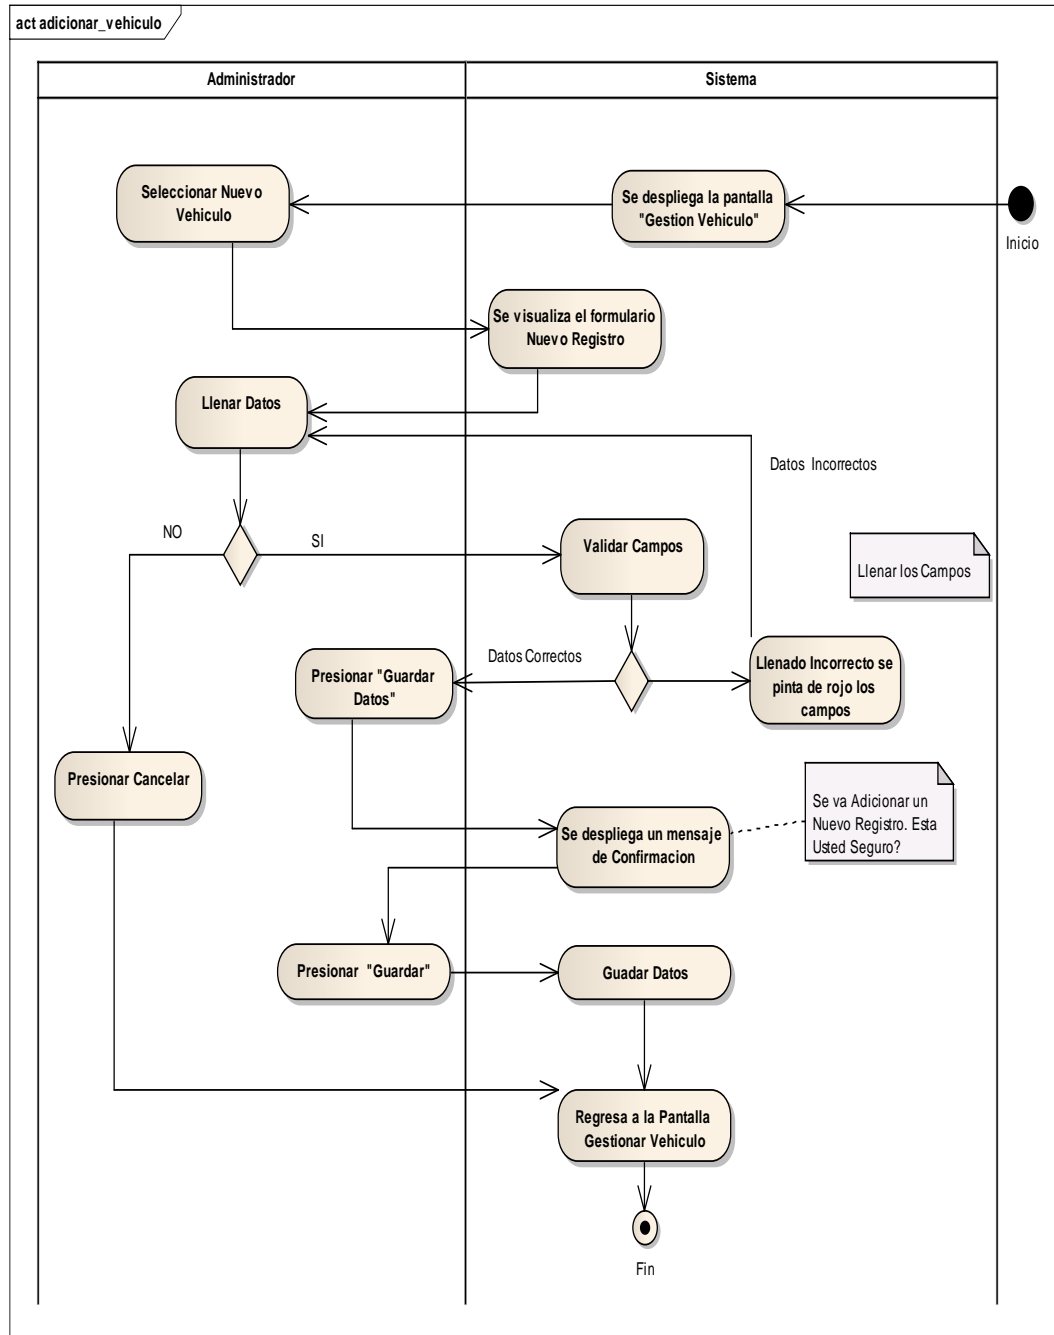 act adicionar_vehiculo
Administrador
Sistema
Seleccionar Nuevo
Vehiculo
Se despliega la pantalla
"Gestion Vehiculo"
Inicio
Se visualiza el formulario
Nuevo Registro
Llenar Datos
Datos Incorrectos
NO
SI
Validar Campos
Llenar los Campos
Datos Correctos
Presionar "Guardar
Datos"
Llenado Incorrecto se
pinta de rojo los
campos
Presionar Cancelar
Se va Adicionar un
Nuevo Registro. Esta
Usted Seguro?
Se despliega un mensaje
de Confirmacion
Presionar "Guardar"
Guadar Datos
Regresa a la Pantalla
Gestionar Vehiculo
Fin